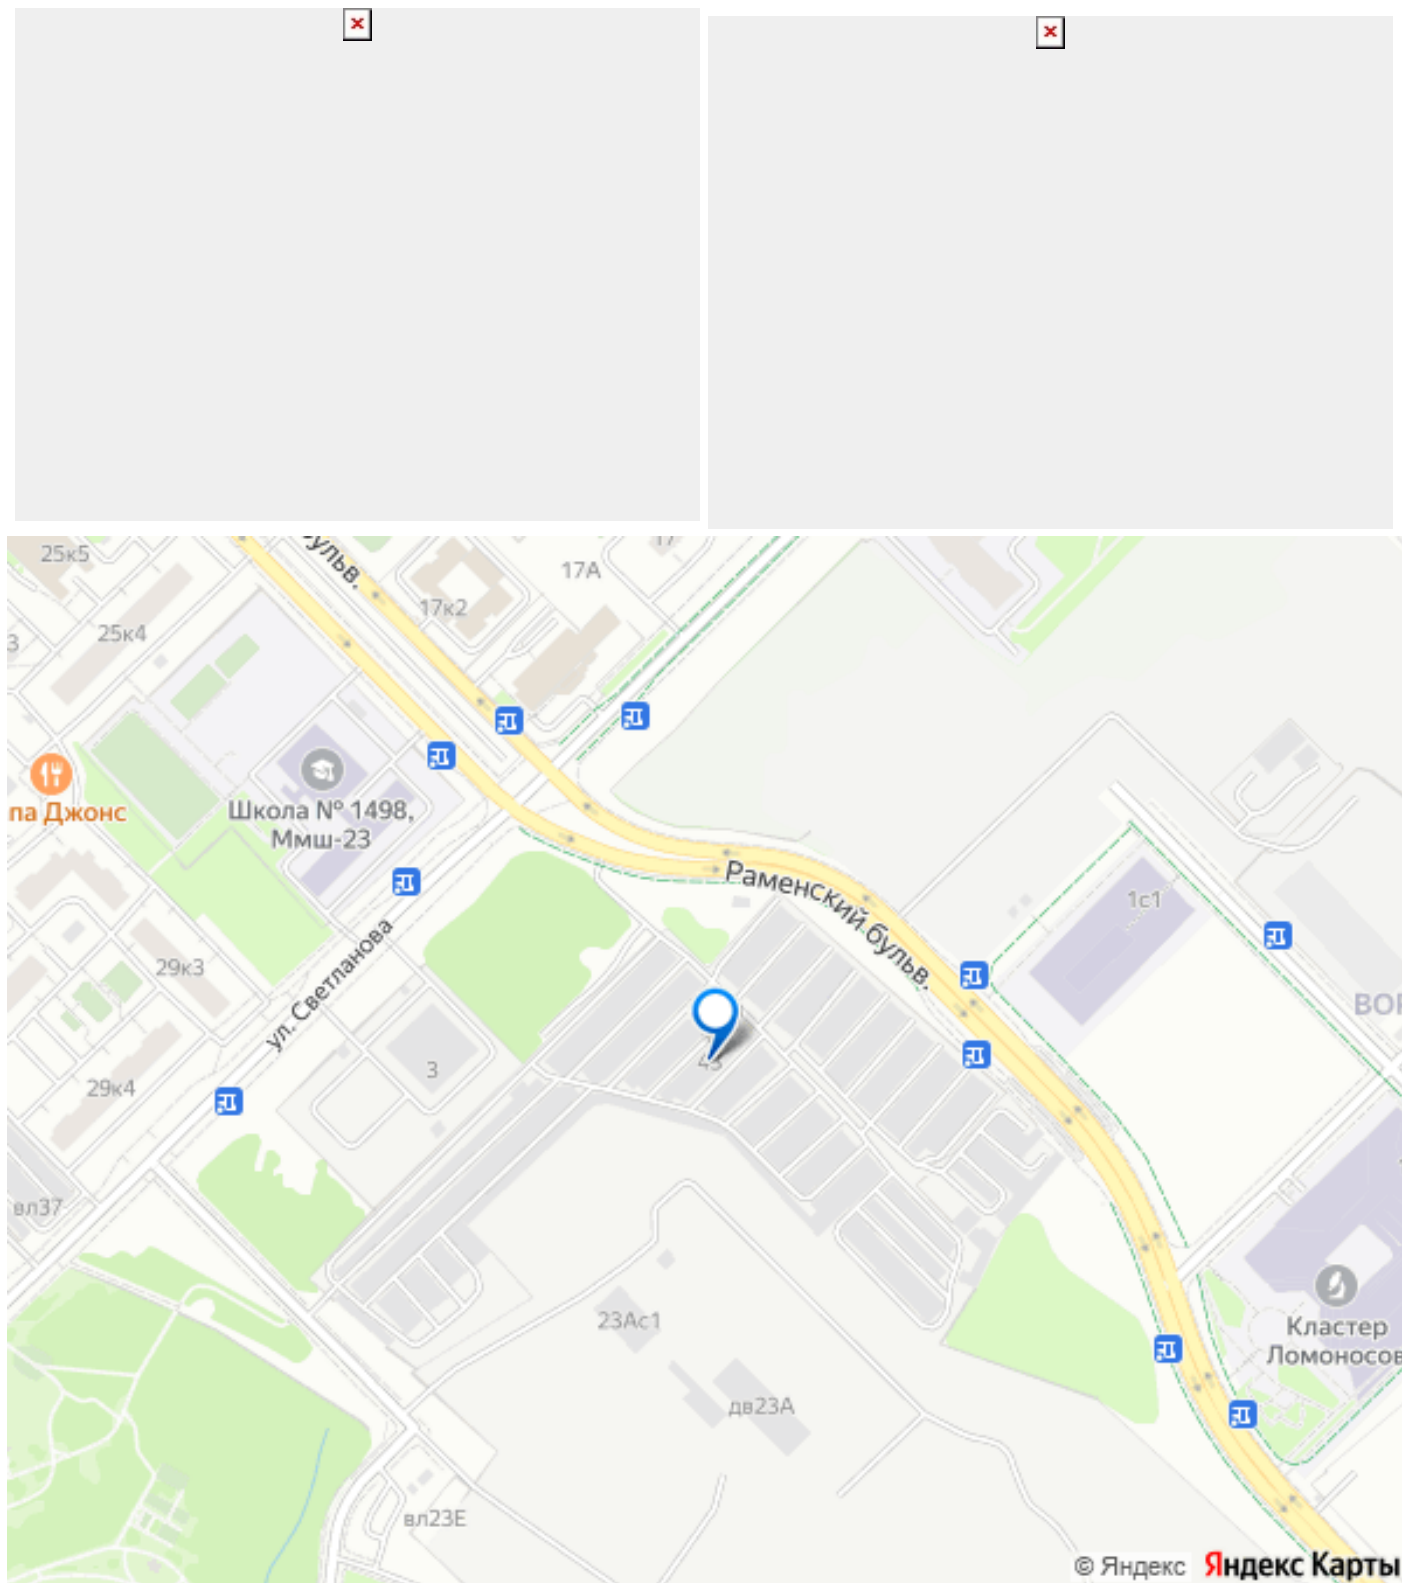 25к5
17А
17к2
25к4
Школа № 1498,
Ммш-23
па Джонс
Раменский бульв.
1с1
ул. Светланова
29к3
3
29к4
вл37
23Ас1
дв23А
Кластер
Ломоносов
вл23Е
© Яндекс Яндекс Карты